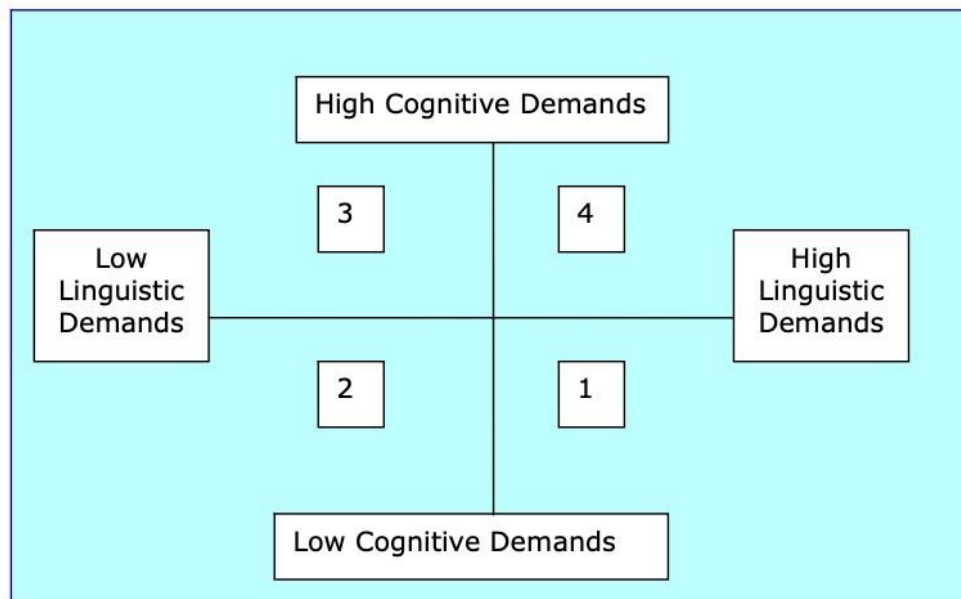 High Cognitive Demands
3
4
Low
Linguistic
Demands
High
Linguistic
Demands
2
1
Low Cognitive Demands